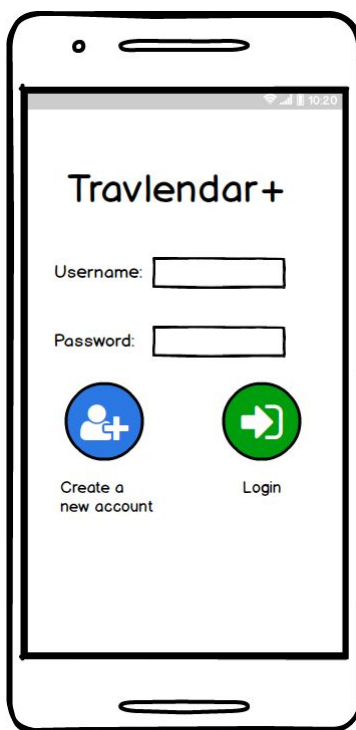 10:20
Travlendar+
Username:
Password:
Create a
new account
Login